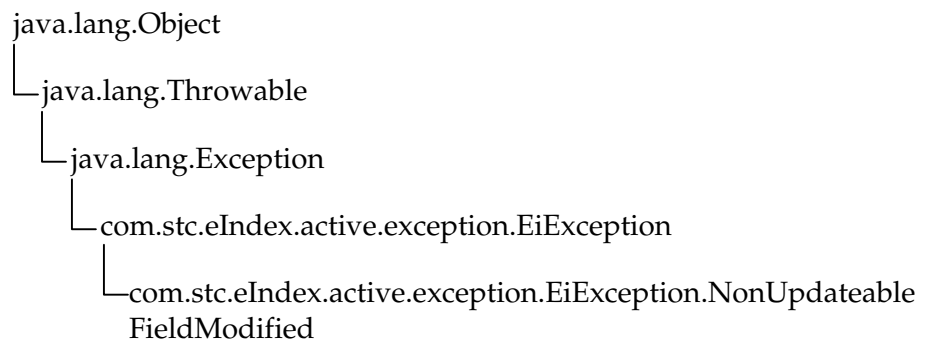 java.lang.Object
java.lang.Throwable
java.lang.Exception
com.stc.eIndex.active.exception.EiException
com.stc.eIndex.active.exception.EiException.NonUpdateable
FieldModified